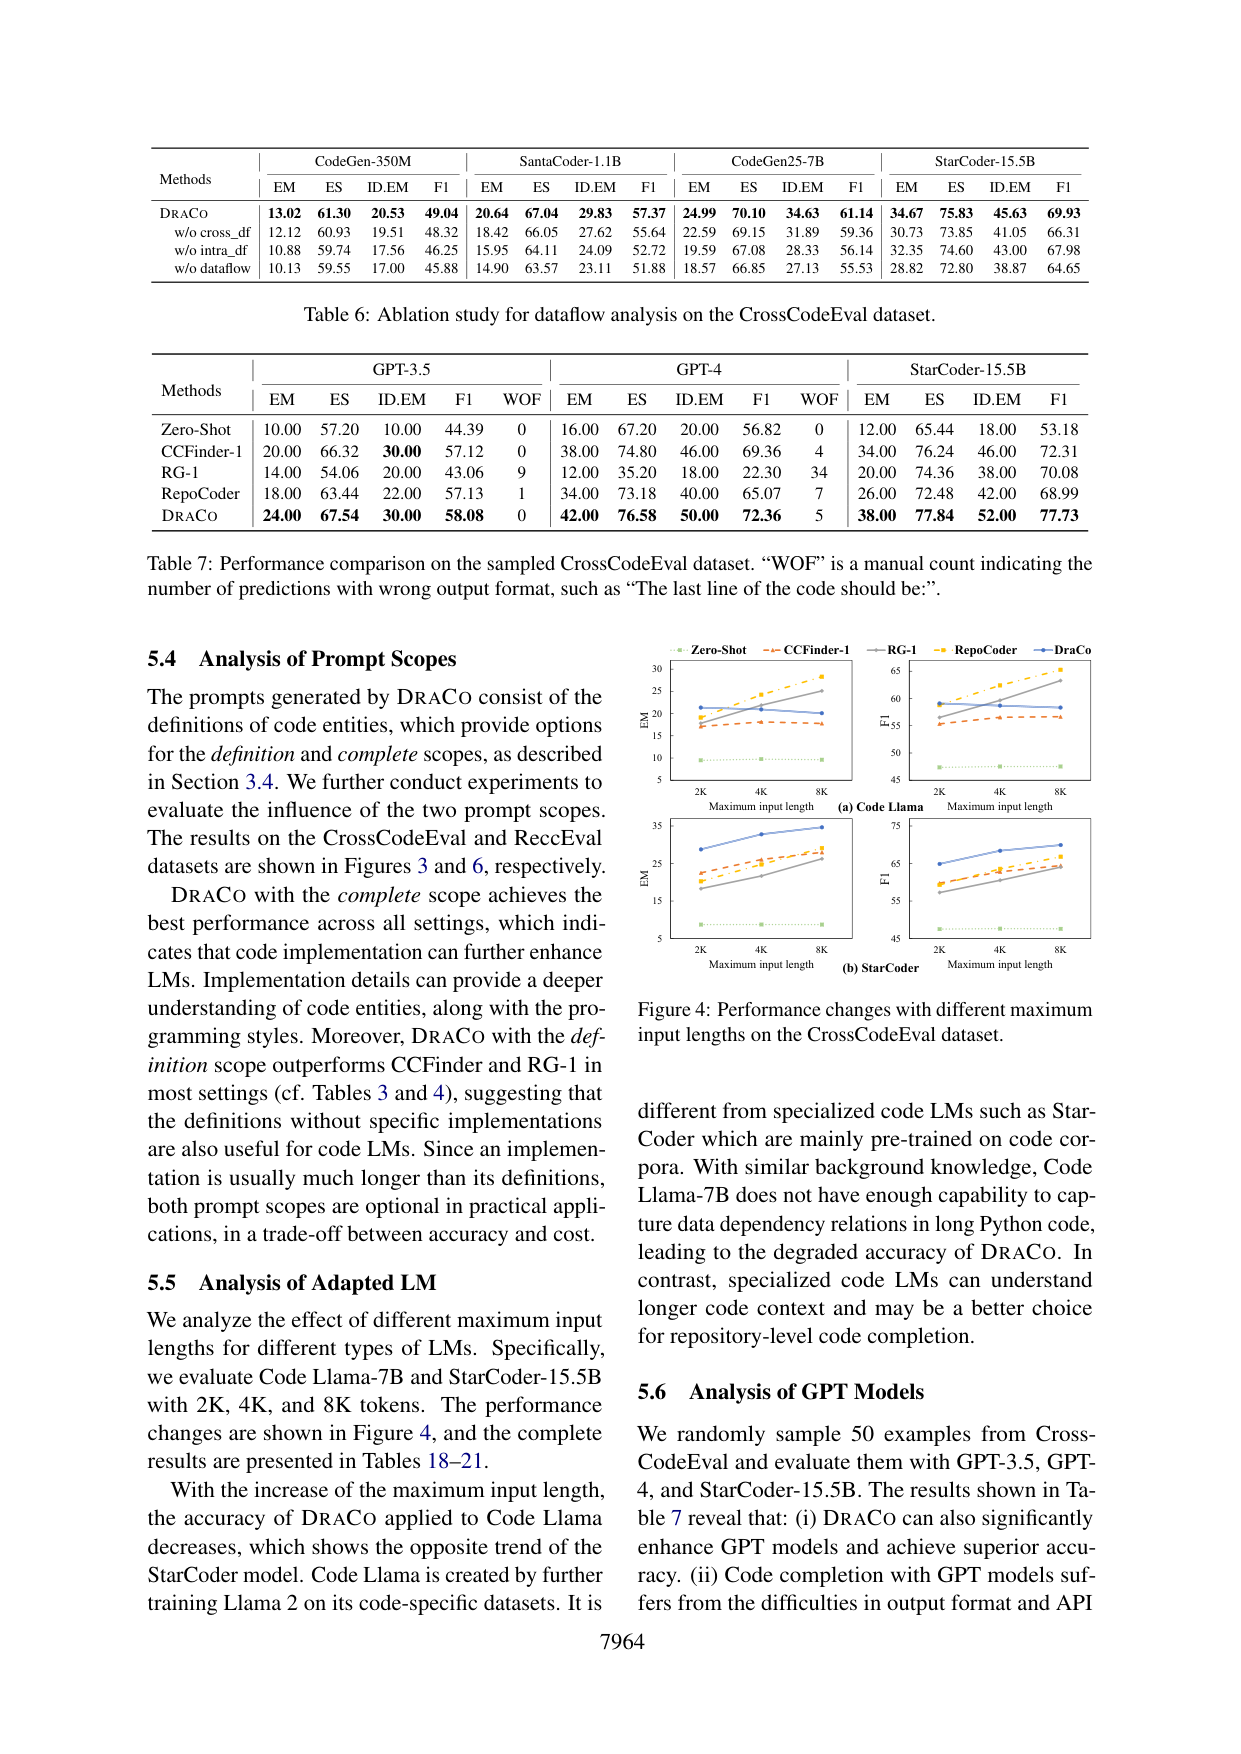 Methods CodeGen-350M SantaCoder-1.1B CodeGen25-7B StarCoder-15.5B
EM ES ID.EM F1 EM ES ID.EM F1 EM ES ID.EM F1 EM ES ID.EM F1
DRACO 13.02 61.30 20.53 49.04 20.64 67.04 29.83 57.37 24.99 70.10 34.63 61.14 34.67 75.83 45.63 69.93
w/o cross_df 12.12 60.93 19.51 48.32 18.42 66.05 27.62 55.64 22.59 69.15 31.89 59.36 30.73 73.85 41.05 66.31
w/o intra_df 10.88 59.74 17.56 46.25 15.95 64.11 24.09 52.72 19.59 67.08 28.33 56.14 32.35 74.60 43.00 67.98
w/o dataflow 10.13 59.55 17.00 45.88 14.90 63.57 23.11 51.88 18.57 66.85 27.13 55.53 28.82 72.80 38.87 64.65
Table 6: Ablation study for dataflow analysis on the CrossCodeEval dataset.
Methods GPT-3.5 GPT-4 StarCoder-15.5B
EM ES ID.EM F1 WOF EM ES ID.EM F1 WOF EM ES ID.EM F1
Zero-Shot 10.00 57.20 10.00 44.39 0 16.00 67.20 20.00 56.82 0 12.00 65.44 18.00 53.18
CCFinder-1 20.00 66.32 30.00 57.12 0 38.00 74.80 46.00 69.36 4 34.00 76.24 46.00 72.31
RG-1 14.00 54.06 20.00 43.06 9 12.00 35.20 18.00 22.30 34 20.00 74.36 38.00 70.08
RepoCoder 18.00 63.44 22.00 57.13 1 34.00 73.18 40.00 65.07 7 26.00 72.48 42.00 68.99
DRACO 24.00 67.54 30.00 58.08 0 42.00 76.58 50.00 72.36 5 38.00 77.84 52.00 77.73
Table 7: Performance comparison on the sampled CrossCodeEval dataset. “WOF” is a manual count indicating the
number of predictions with wrong output format, such as “The last line of the code should be:”.
5.4 Analysis of Prompt Scopes
The prompts generated by DRACO consist of the
definitions of code entities, which provide options
for the definition and complete scopes, as described
in Section 3.4. We further conduct experiments to
evaluate the influence of the two prompt scopes.
The results on the CrossCodeEval and ReccEval
datasets are shown in Figures 3 and 6, respectively.
DRACO with the complete scope achieves the
best performance across all settings, which indi-
cates that code implementation can further enhance
LMs. Implementation details can provide a deeper
understanding of code entities, along with the pro-
gramming styles. Moreover, DRACO with the def-
inition scope outperforms CCFinder and RG-1 in
most settings (cf. Tables 3 and 4), suggesting that
the definitions without specific implementations
are also useful for code LMs. Since an implemen-
tation is usually much longer than its definitions,
both prompt scopes are optional in practical appli-
cations, in a trade-off between accuracy and cost.
5.5 Analysis of Adapted LM
We analyze the effect of different maximum input
lengths for different types of LMs. Specifically,
we evaluate Code Llama-7B and StarCoder-15.5B
with 2K, 4K, and 8K tokens. The performance
changes are shown in Figure 4, and the complete
results are presented in Tables 18–21.
With the increase of the maximum input length,
the accuracy of DRACO applied to Code Llama
decreases, which shows the opposite trend of the
StarCoder model. Code Llama is created by further
training Llama 2 on its code-specific datasets. It is
Zero-Shot CCFinder-1 RG-1 RepoCoder DraCo
EM 30 25 20 15 10 5
2K 4K 8K
Maximum input length
F1 65 60 55 50 45
2K 4K 8K
Maximum input length
(a) Code Llama
EM 35 25 15 5
2K 4K 8K
Maximum input length
F1 75 65 55 45
2K 4K 8K
Maximum input length
(b) StarCoder
Figure 4: Performance changes with different maximum
input lengths on the CrossCodeEval dataset.
different from specialized code LMs such as Star-
Coder which are mainly pre-trained on code cor-
pora. With similar background knowledge, Code
Llama-7B does not have enough capability to cap-
ture data dependency relations in long Python code,
leading to the degraded accuracy of DRACO. In
contrast, specialized code LMs can understand
longer code context and may be a better choice
for repository-level code completion.
5.6 Analysis of GPT Models
We randomly sample 50 examples from Cross-
CodeEval and evaluate them with GPT-3.5, GPT-
4, and StarCoder-15.5B. The results shown in Ta-
ble 7 reveal that: (i) DRACO can also significantly
enhance GPT models and achieve superior accu-
racy. (ii) Code completion with GPT models suf-
fers from the difficulties in output format and API
7964